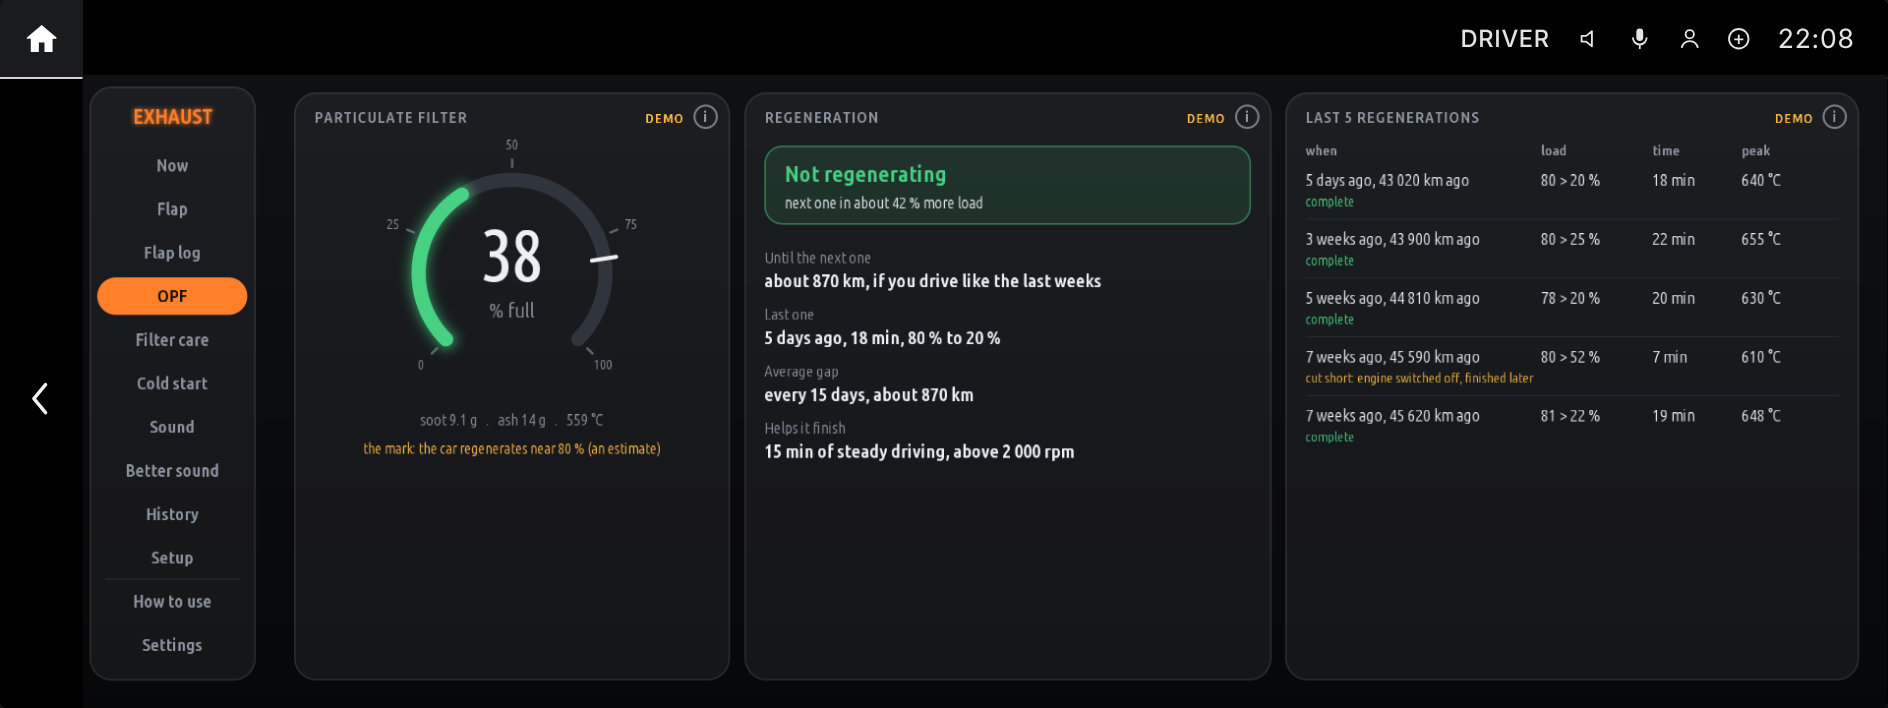 DRIVER 22:08
EXHAUST
Now
Flap
Flap log
OPF
Filter care
Cold start
Sound
Better sound
History
Setup
How to use
Settings
PARTICULATE FILTER DEMO i
50
25 75
38
% full
0 100
soot 9.1 g . ash 14 g . 559 °C
the mark: the car regenerates near 80 % (an estimate)
REGENERATION DEMO i
Not regenerating
next one in about 42 % more load
Until the next one
about 870 km, if you drive like the last weeks
Last one
5 days ago, 18 min, 80 % to 20 %
Average gap
every 15 days, about 870 km
Helps it finish
15 min of steady driving, above 2 000 rpm
LAST 5 REGENERATIONS DEMO i
when load time peak
5 days ago, 43 020 km ago 80 > 20 % 18 min 640 °C
complete
3 weeks ago, 43 900 km ago 80 > 25 % 22 min 655 °C
complete
5 weeks ago, 44 810 km ago 78 > 20 % 20 min 630 °C
complete
7 weeks ago, 45 590 km ago 80 > 52 % 7 min 610 °C
cut short: engine switched off, finished later
7 weeks ago, 45 620 km ago 81 > 22 % 19 min 648 °C
complete